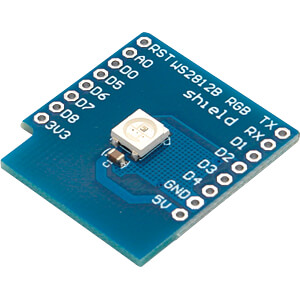 RST
A0
D0
D5
D6
D7
D8
3V3
WS2812B RGB
shield
TX
RX
D1
D2
D3
D4
GND
5V